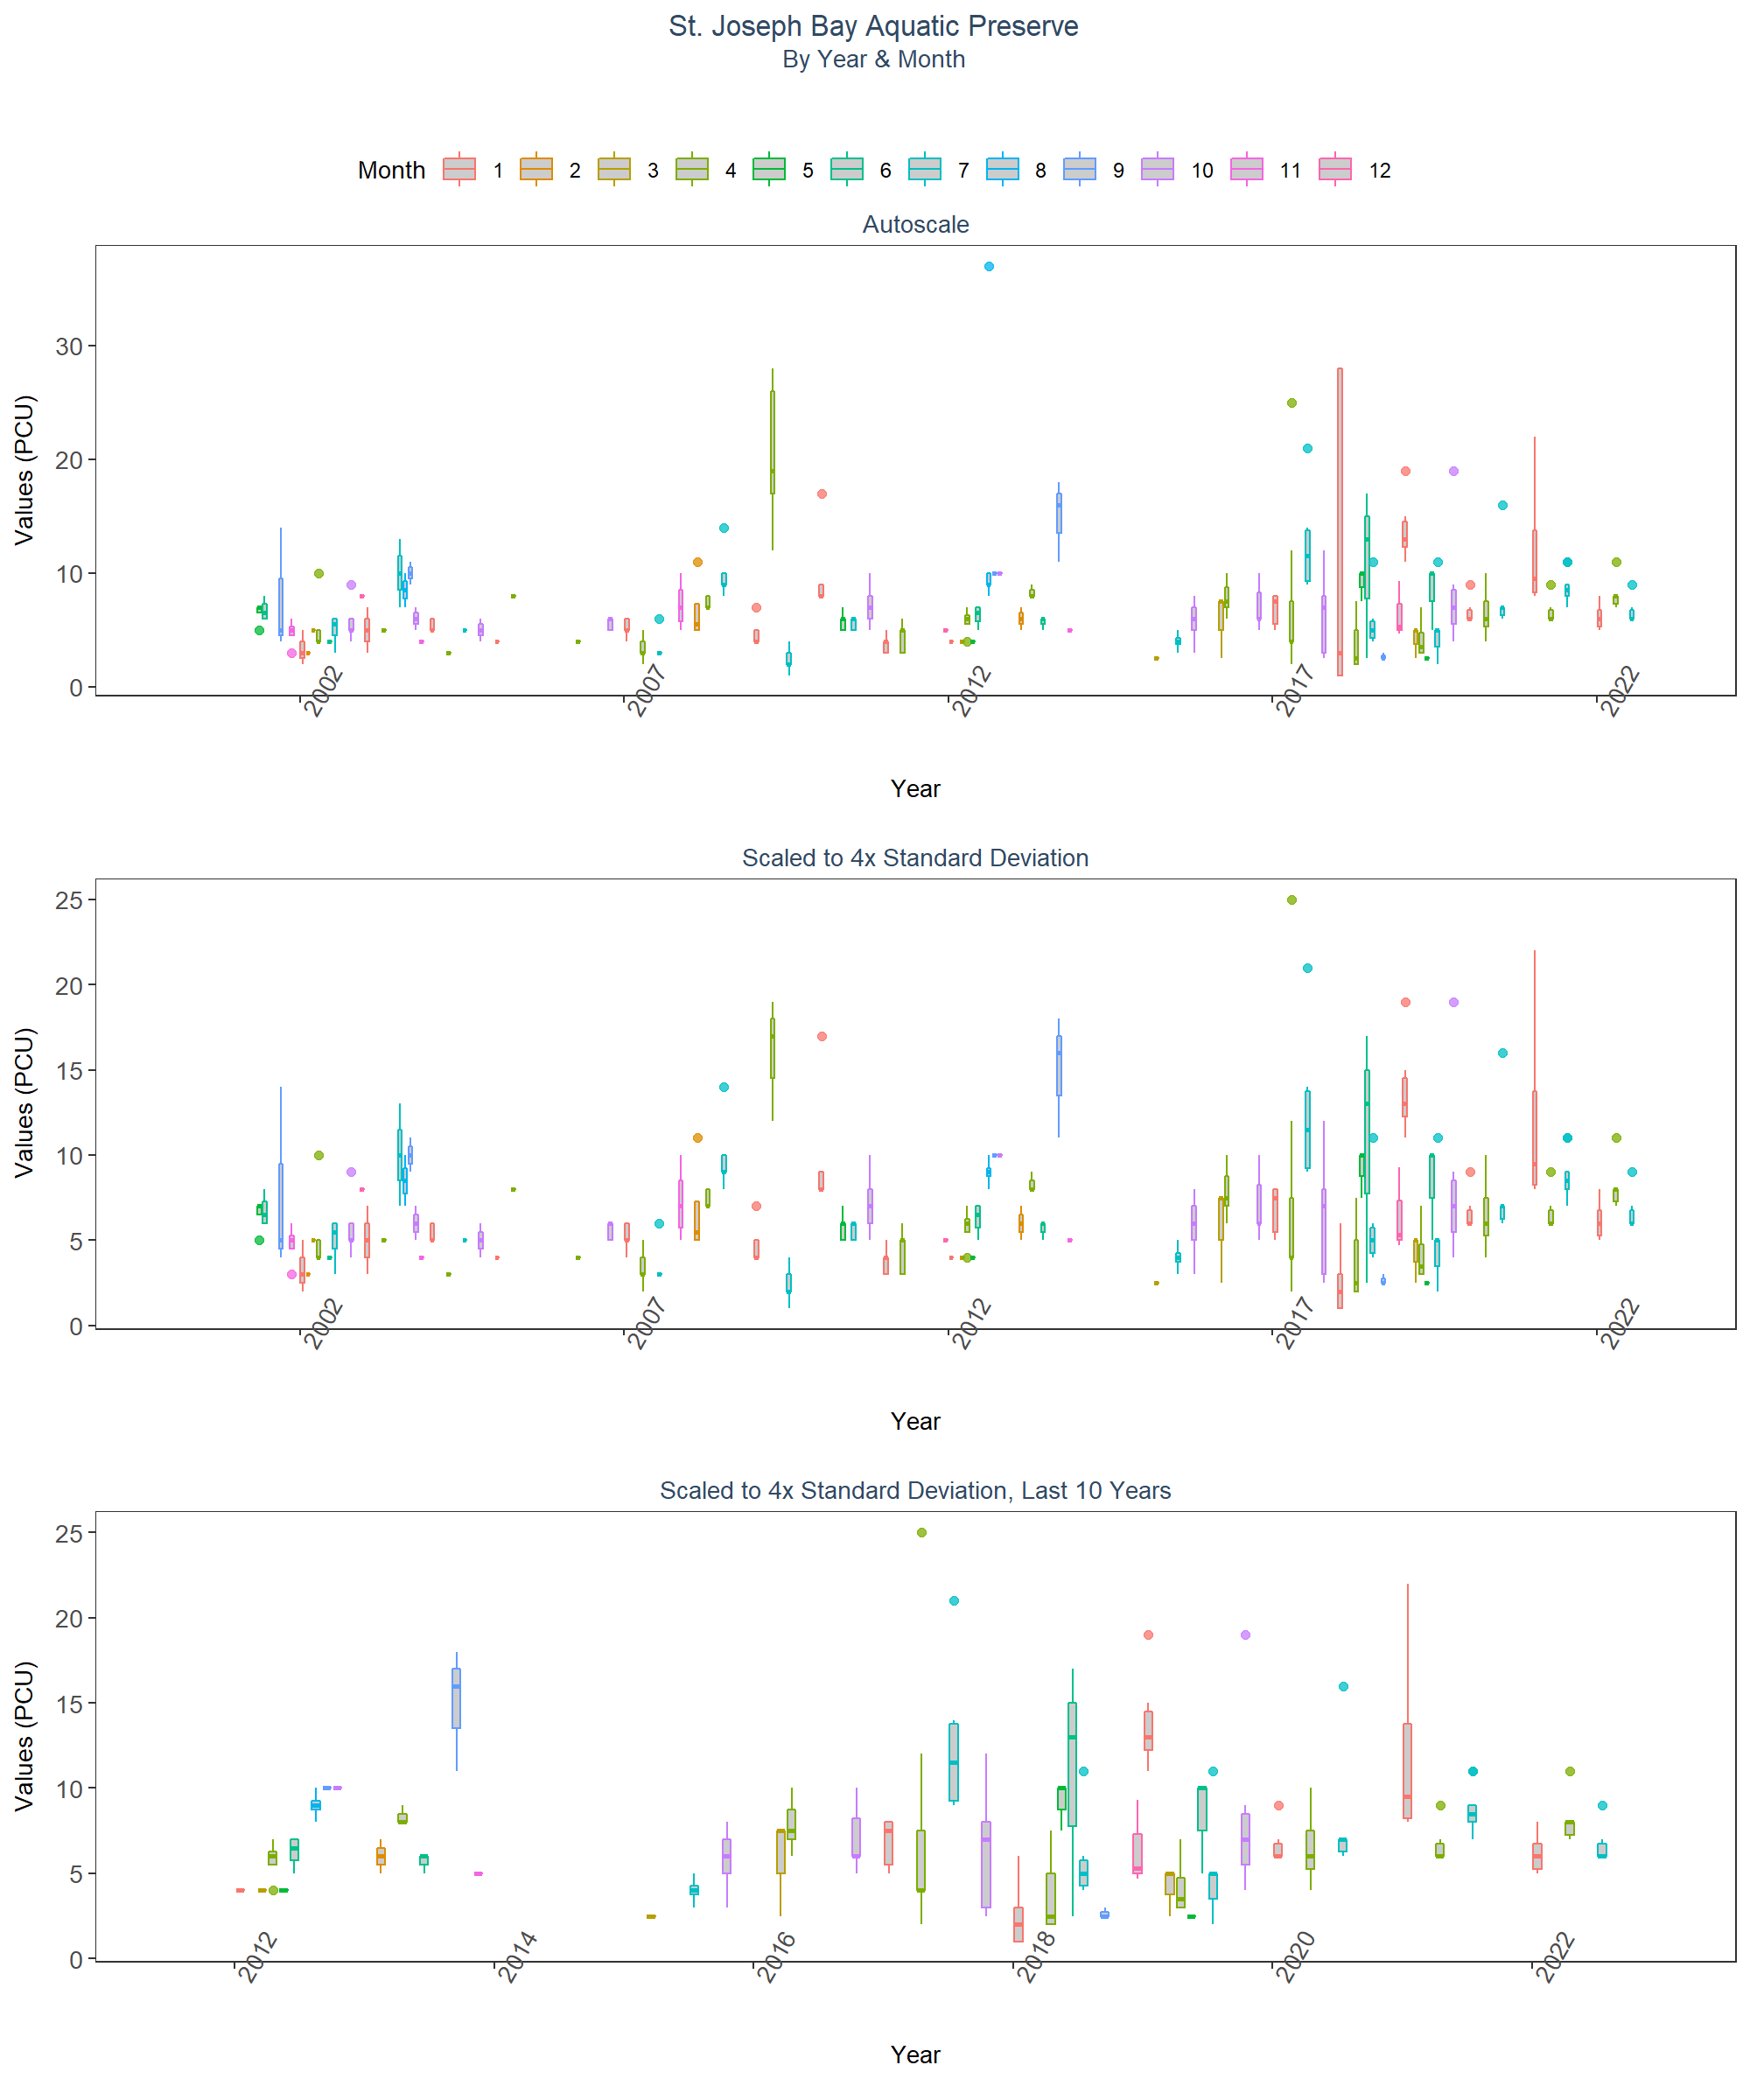 St. Joseph Bay Aquatic Preserve
By Year & Month
Month 1 2 3 4 5 6 7 8 9 10 11 12
Autoscale
Values (PCU)
30
20
10
0
2002 2007 2012 2017 2022
Year
Scaled to 4x Standard Deviation
Values (PCU)
25
20
15
10
5
0
2002 2007 2012 2017 2022
Year
Scaled to 4x Standard Deviation, Last 10 Years
Values (PCU)
25
20
15
10
5
0
2012 2014 2016 2018 2020 2022
Year